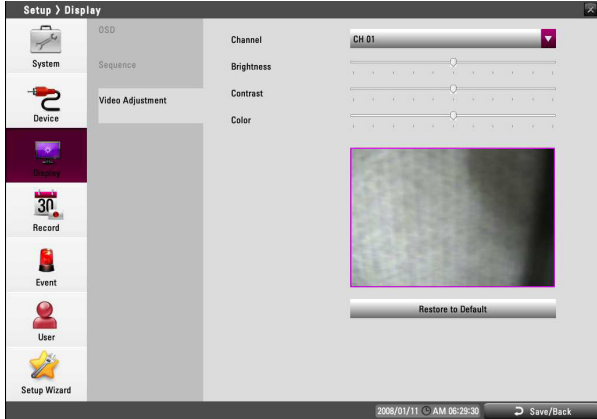 Setup > Display
System
Device
Display
30
Record
Event
User
Setup Wizard
OSD
Sequence
Video Adjustment
Channel
CH 01
Brightness
Contrast
Color
Restore to Default
2008/01/11 AM 06:29:30
Save/Back